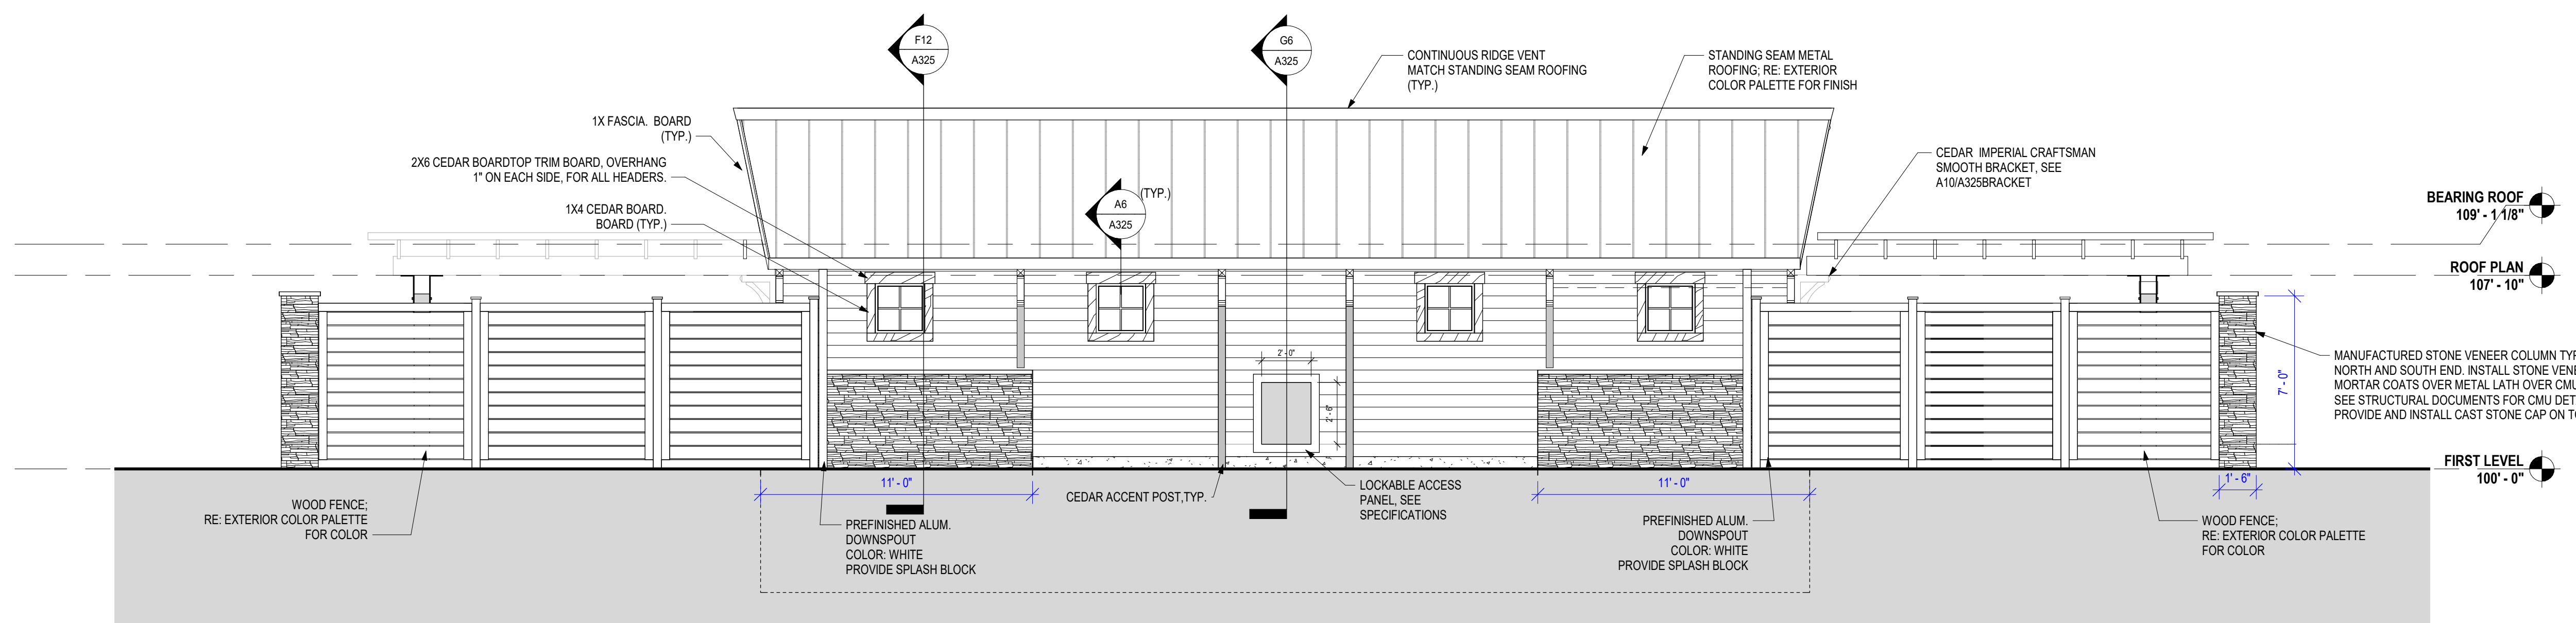 F12
A325
G6
A325
CONTINUOUS RIDGE VENT
MATCH STANDING SEAM ROOFING
(TYP.)
STANDING SEAM METAL
ROOFING; RE: EXTERIOR
COLOR PALETTE FOR FINISH
1X FASCIA.  BOARD
(TYP.)
2X6 CEDAR BOARDTOP TRIM BOARD, OVERHANG
1" ON EACH SIDE, FOR ALL HEADERS.
1X4 CEDAR BOARD.
BOARD (TYP.)
A6
A325
(TYP.)
CEDAR  IMPERIAL CRAFTSMAN
SMOOTH BRACKET, SEE
A10/A325BRACKET
BEARING ROOF
109' - 1 1/8"
ROOF PLAN
107' - 10"
2' - 0"
2' - 6"
7' - 0"
MANUFACTURED STONE VENEER COLUMN
NORTH AND SOUTH END. INSTALL STONE
MORTAR COATS OVER METAL LATH OVER CMU
SEE STRUCTURAL DOCUMENTS FOR CMU
PROVIDE AND INSTALL CAST STONE CAP ON
FIRST LEVEL
100' - 0"
11' - 0"
11' - 0"
1' - 6"
WOOD FENCE;
RE: EXTERIOR COLOR PALETTE
FOR COLOR
PREFINISHED ALUM.
DOWNSPOUT
COLOR: WHITE
PROVIDE SPLASH BLOCK
CEDAR ACCENT POST,TYP.
LOCKABLE ACCESS
PANEL, SEE
SPECIFICATIONS
PREFINISHED ALUM.
DOWNSPOUT
COLOR: WHITE
PROVIDE SPLASH BLOCK
WOOD FENCE;
RE: EXTERIOR COLOR PALETTE
FOR COLOR